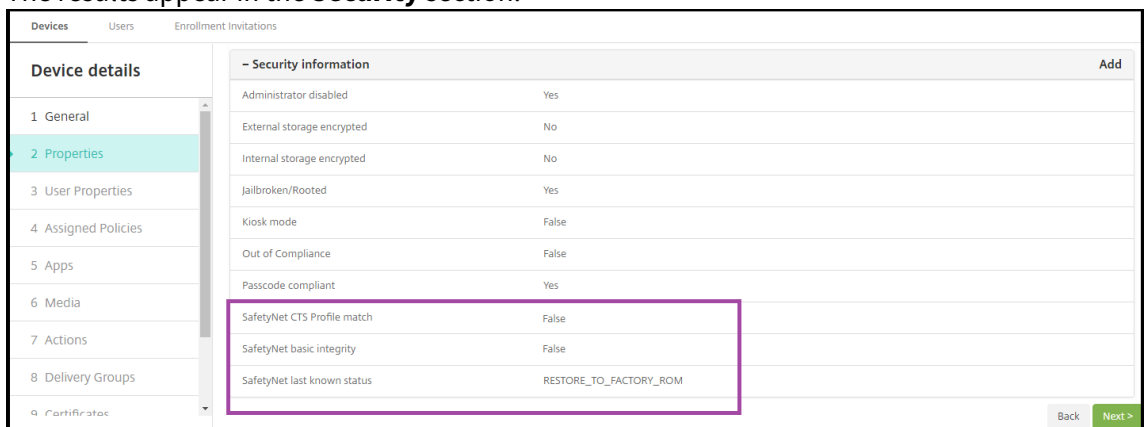 The results appear in the Security section.
Devices Users Enrollment Invitations
Device details
1 General
2 Properties
3 User Properties
4 Assigned Policies
5 Apps
6 Media
7 Actions
8 Delivery Groups
9 Certificates
− Security information Add
Administrator disabled Yes
External storage encrypted No
Internal storage encrypted No
Jailbroken/Rooted Yes
Kiosk mode False
Out of Compliance False
Passcode compliant Yes
SafetyNet CTS Profile match False
SafetyNet basic integrity False
SafetyNet last known status RESTORE_TO_FACTORY_ROM
Back Next >